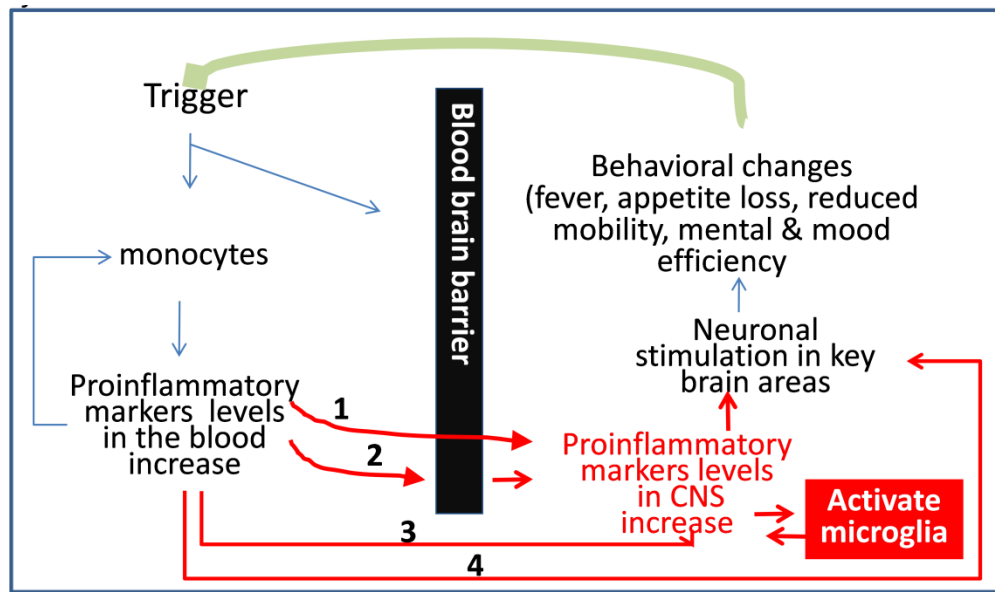 Trigger
Blood brain barrier
Behavioral changes
(fever, appetite loss, reduced
mobility, mental & mood
efficiency
monocytes
Neuronal
stimulation in key
brain areas
Proinflammatory
markers levels
in the blood
increase
1
2
3
4
Proinflammatory
markers levels
in CNS
increase
Activate
microglia